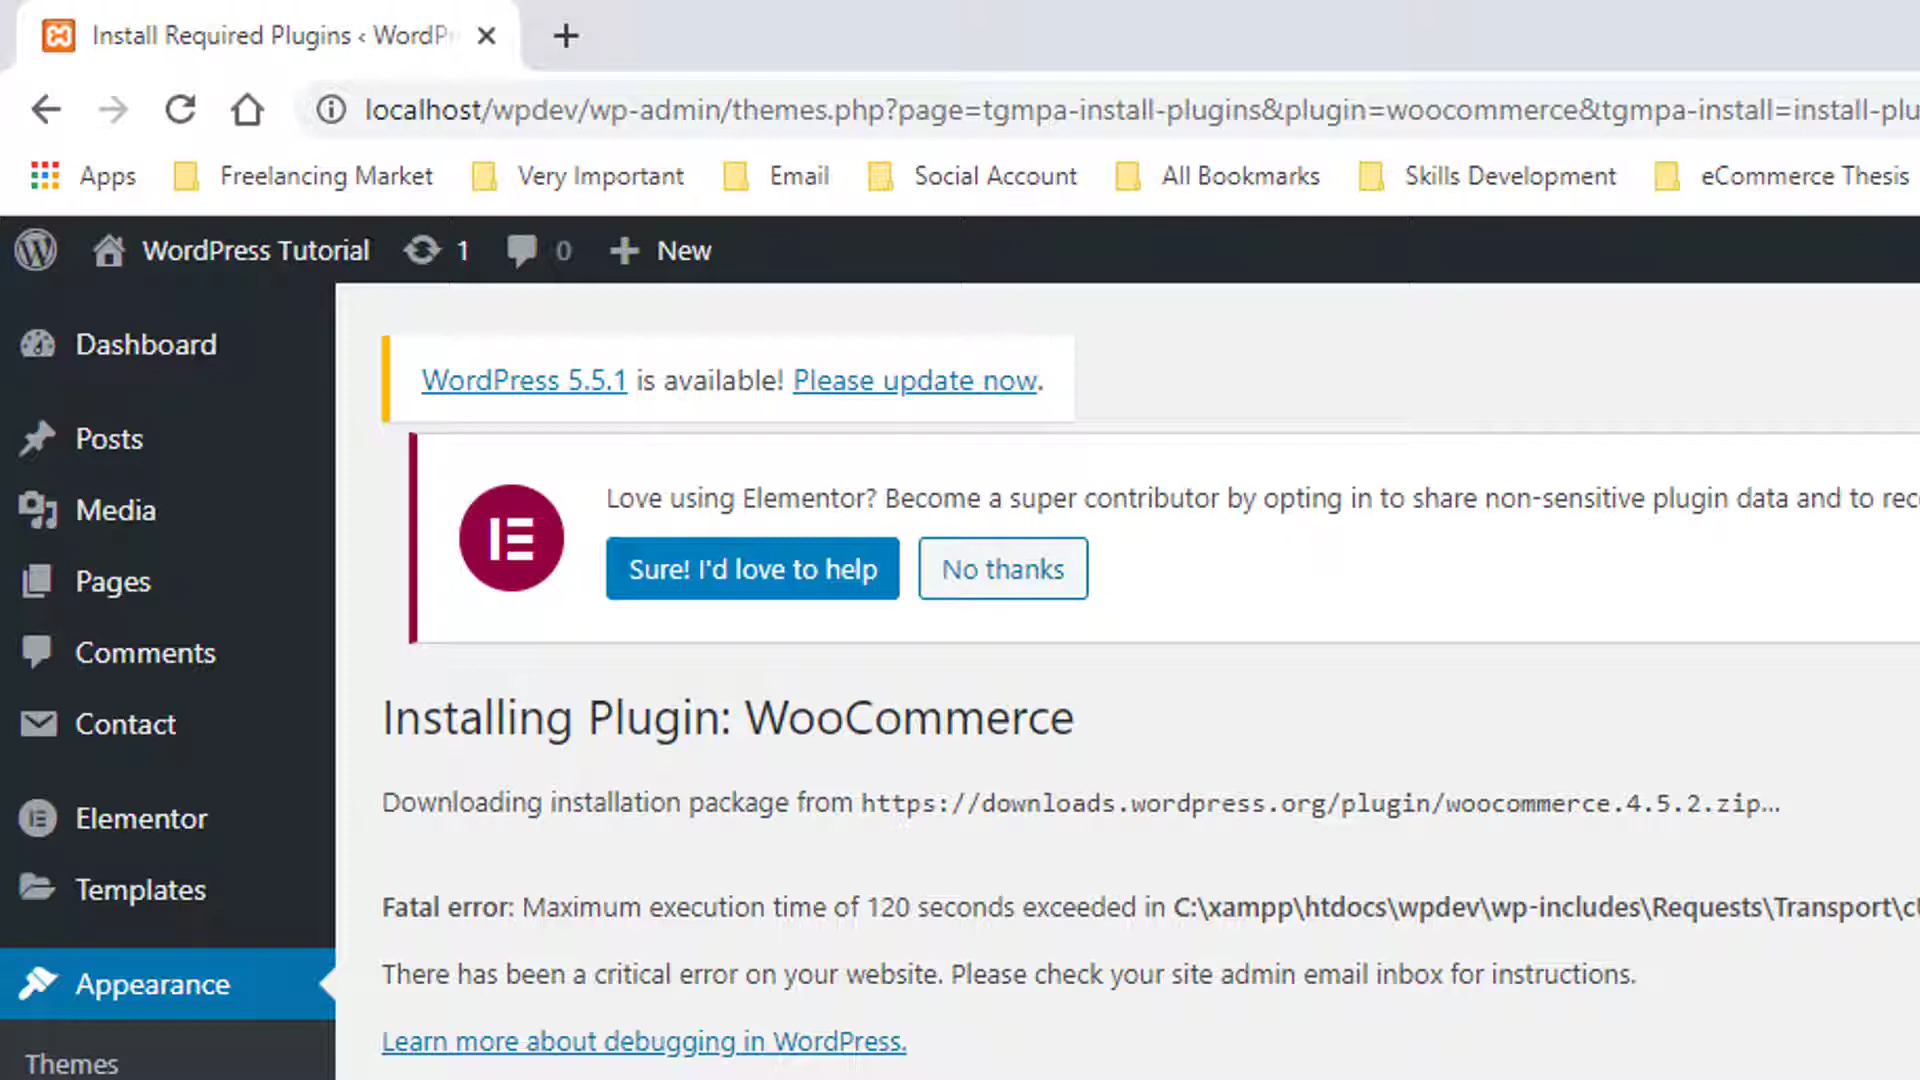 Install Required Plugins ‹ WordPr
localhost/wpdev/wp-admin/themes.php?page=tgmpa-install-plugins&plugin=woocommerce&tgmpa-install=install-plu
Apps Freelancing Market Very Important Email Social Account All Bookmarks Skills Development eCommerce Thesis
WordPress Tutorial 1 0 New
Dashboard
Posts
Media
Pages
Comments
Contact
Elementor
Templates
Appearance
Themes
WordPress 5.5.1 is available! Please update now.
Love using Elementor? Become a super contributor by opting in to share non-sensitive plugin data and to rec
Sure! I'd love to help No thanks
Installing Plugin: WooCommerce
Downloading installation package from https://downloads.wordpress.org/plugin/woocommerce.4.5.2.zip…
Fatal error: Maximum execution time of 120 seconds exceeded in C:\xampp\htdocs\wpdev\wp-includes\Requests\Transport\cU
There has been a critical error on your website. Please check your site admin email inbox for instructions.
Learn more about debugging in WordPress.